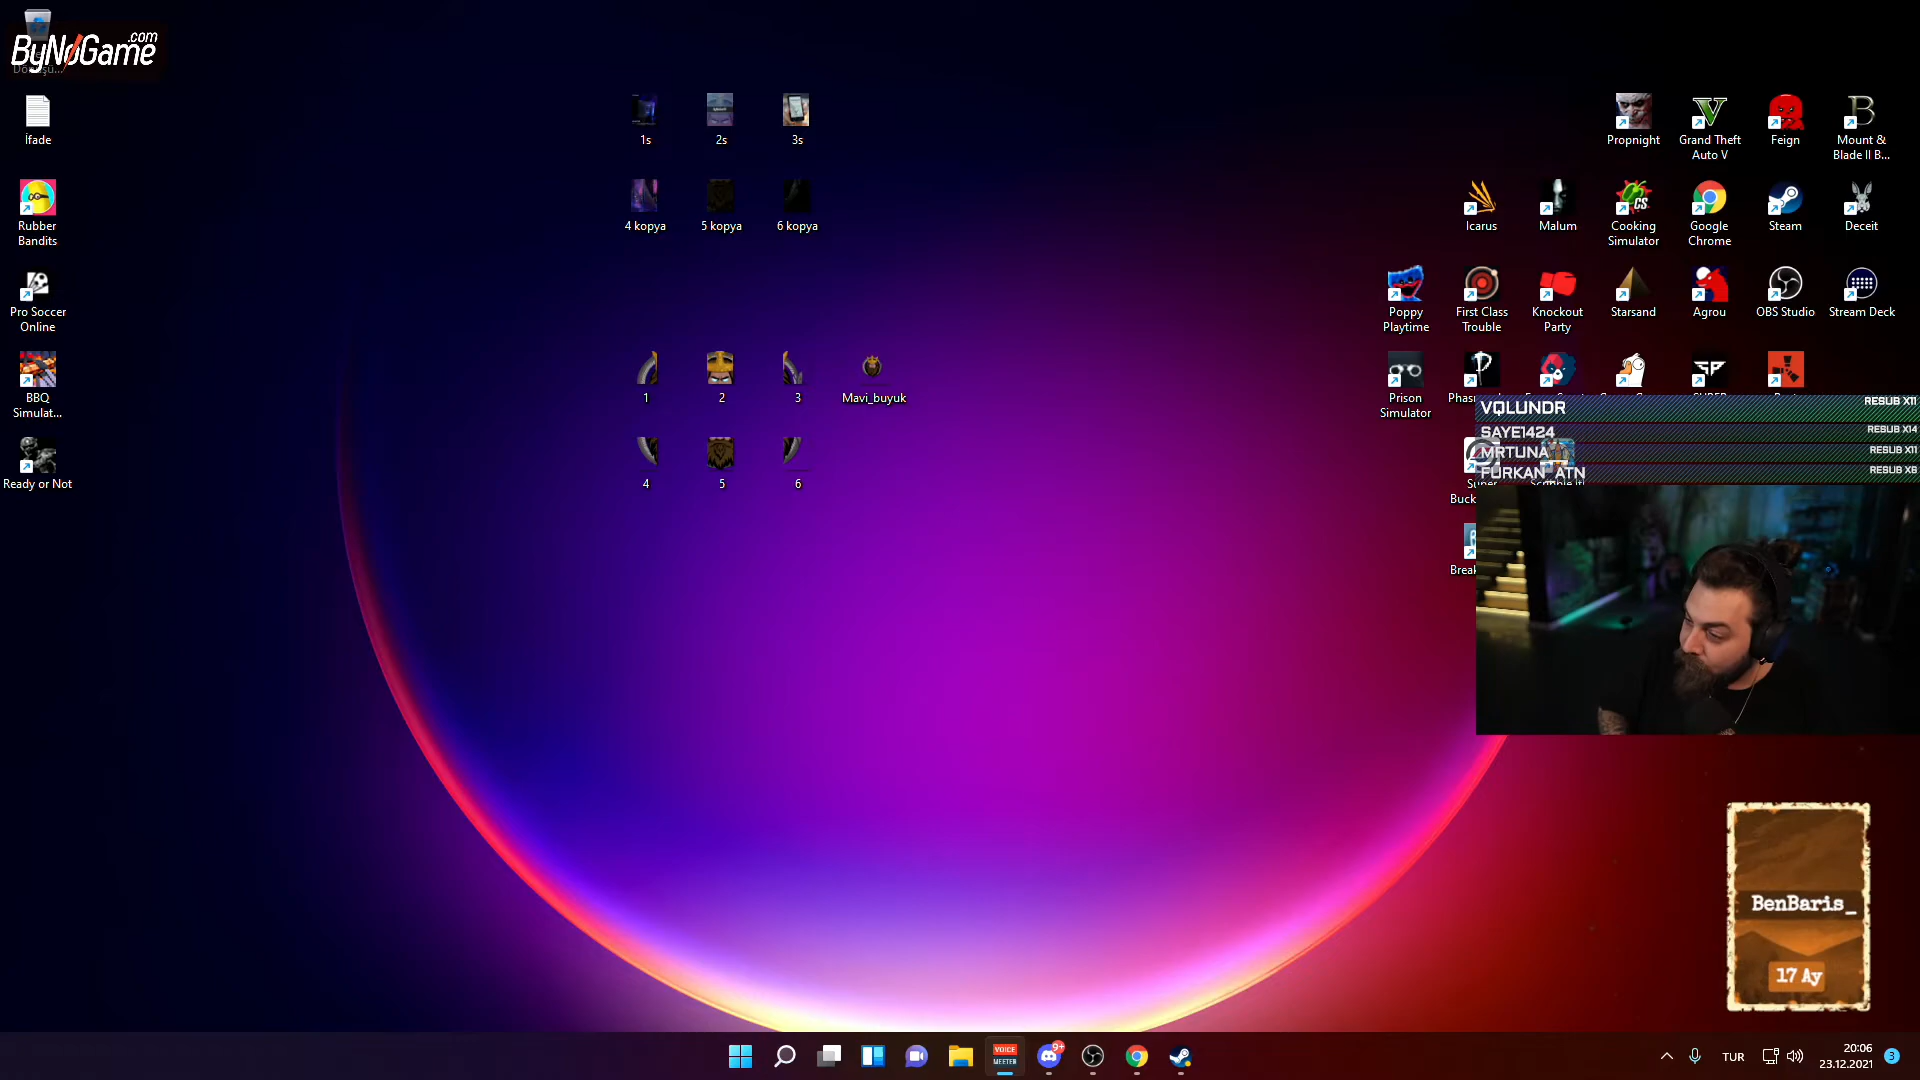 ByNoGame.com
İfade
Rubber
Bandits
Pro Soccer
Online
BBQ
Simulat...
Ready or Not
1s
2s
3s
4 kopya
5 kopya
6 kopya
1
2
3
Mavi_buyuk
4
5
6
Propnight
Grand Theft
Auto V
Feign
Mount &
Blade II B...
Icarus
Malum
Cooking
Simulator
Google
Chrome
Steam
Deceit
Poppy
Playtime
First Class
Trouble
Knockout
Party
Starsand
Agrou
OBS Studio
Stream Deck
Prison
Simulator
VQLUNDR
RESUB X11
SAYE1424
RESUB X14
MRTUNA
RESUB X11
FURKAN_ATN
RESUB X8
BenBaris_
17 Ay
VOICE
MEETER
9+
TUR
20:06
23.12.2021
3